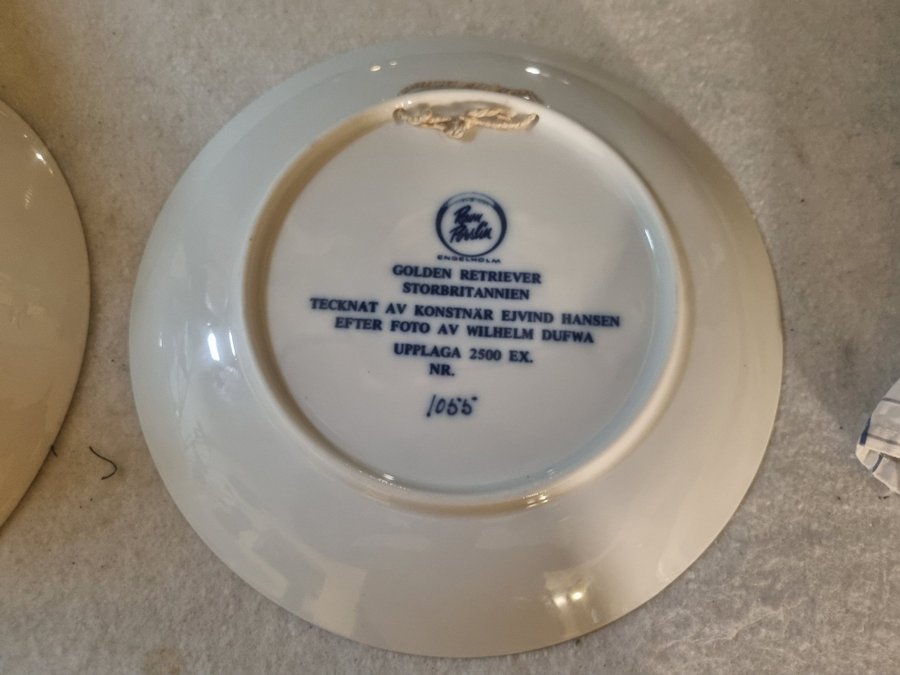 Porslin
ENGELHOLM
GOLDEN RETRIEVER
STORBRITANNIEN
TECKNAT AV KONSTNÄR EJVIND HANSEN
EFTER FOTO AV WILHELM DUFWA
UPPLAGA 2500 EX.
NR.
1055